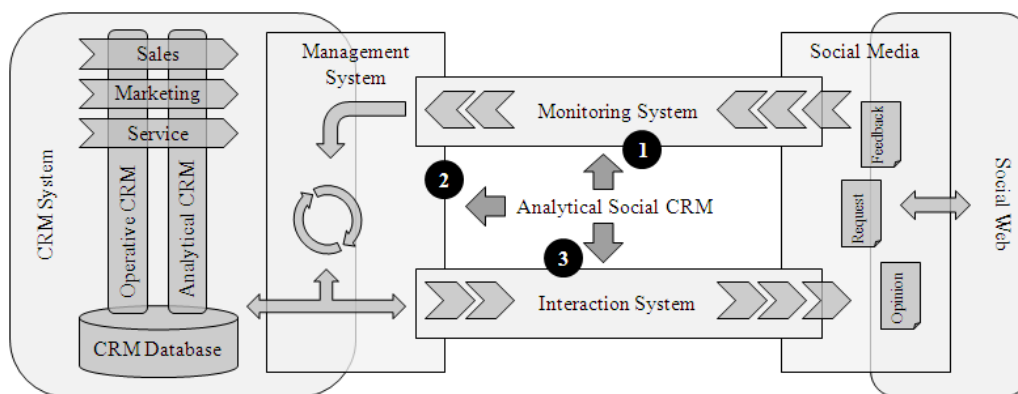 CRM System
Sales
Marketing
Service
Operative CRM
Analytical CRM
CRM Database
Management
System
Monitoring System
1
2
Analytical Social CRM
3
Interaction System
Social Media
Feedback
Request
Opinion
Social Web